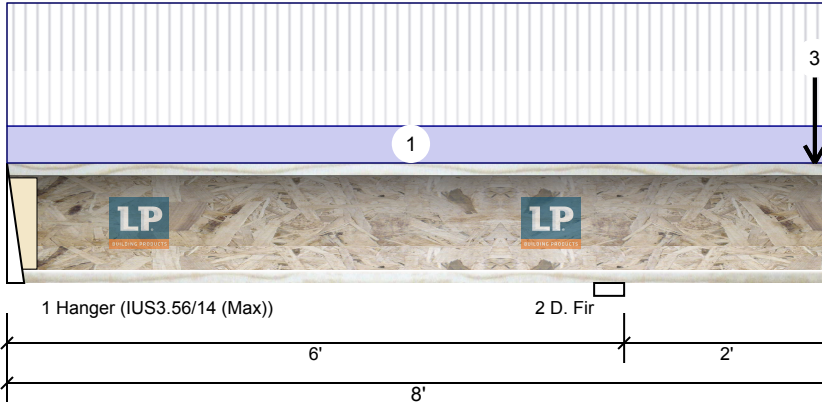 3
1
LP
BUILDING PRODUCTS
LP
BUILDING PRODUCTS
1 Hanger (IUS3.56/14 (Max))
2 D. Fir
6'
2'
8'